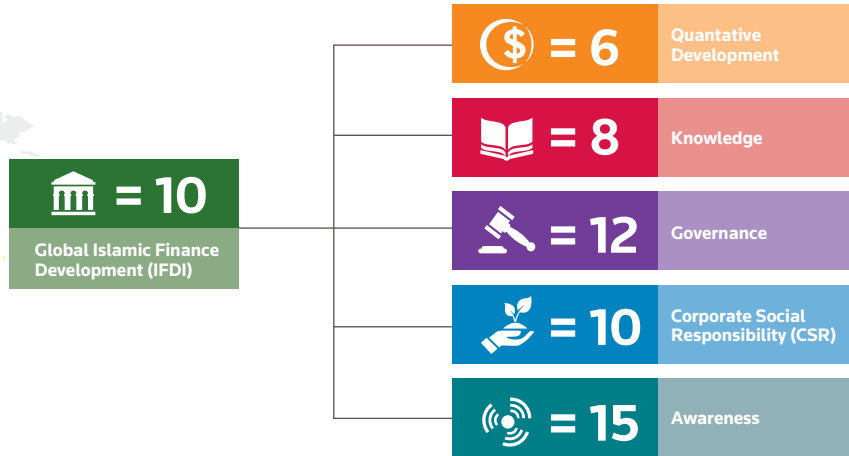 = 10
Global Islamic Finance
Development (IFDI)
$ = 6
Quantative
Development
= 8
Knowledge
= 12
Governance
= 10
Corporate Social
Responsibility (CSR)
= 15
Awareness